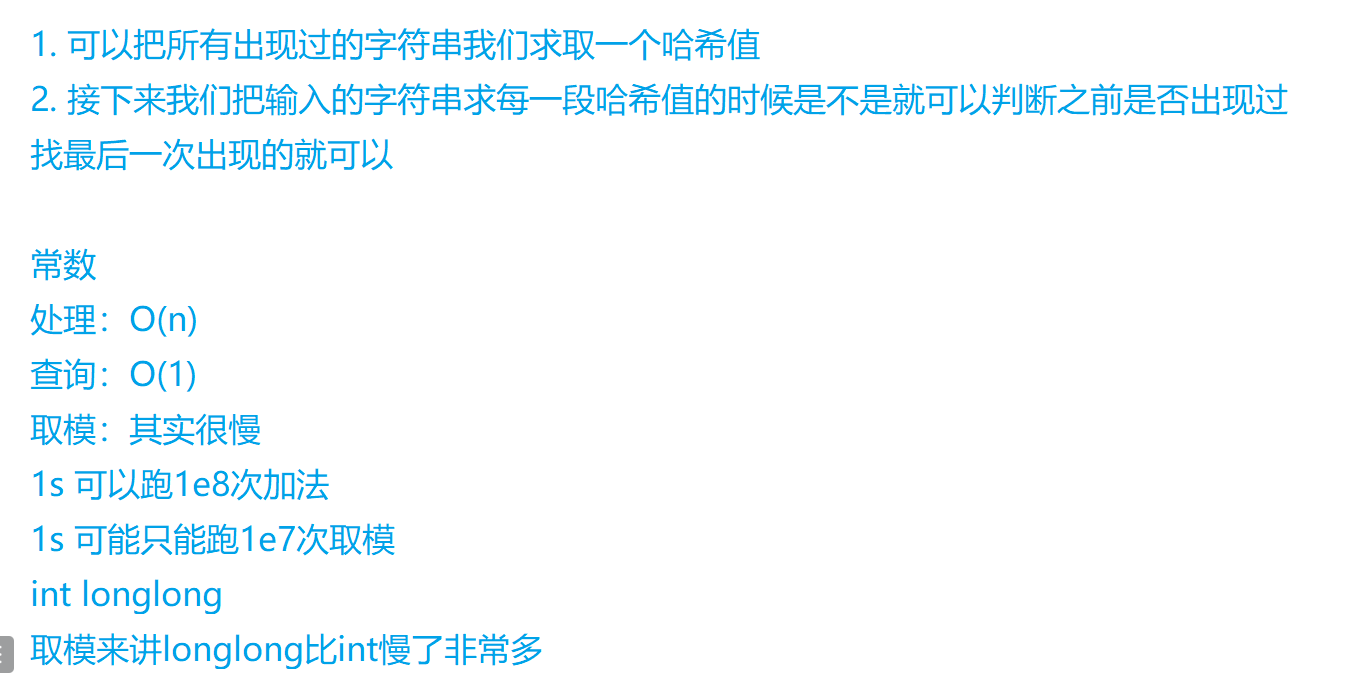 1. 可以把所有出现过的字符串我们求取一个哈希值
2. 接下来我们把输入的字符串求每一段哈希值的时候是不是就可以判断之前是否出现过
找最后一次出现的就可以
常数
处理：O(n)
查询：O(1)
取模：其实很慢
1s 可以跑1e8次加法
1s 可能只能跑1e7次取模
int longlong
取模来讲longlong比int慢了非常多